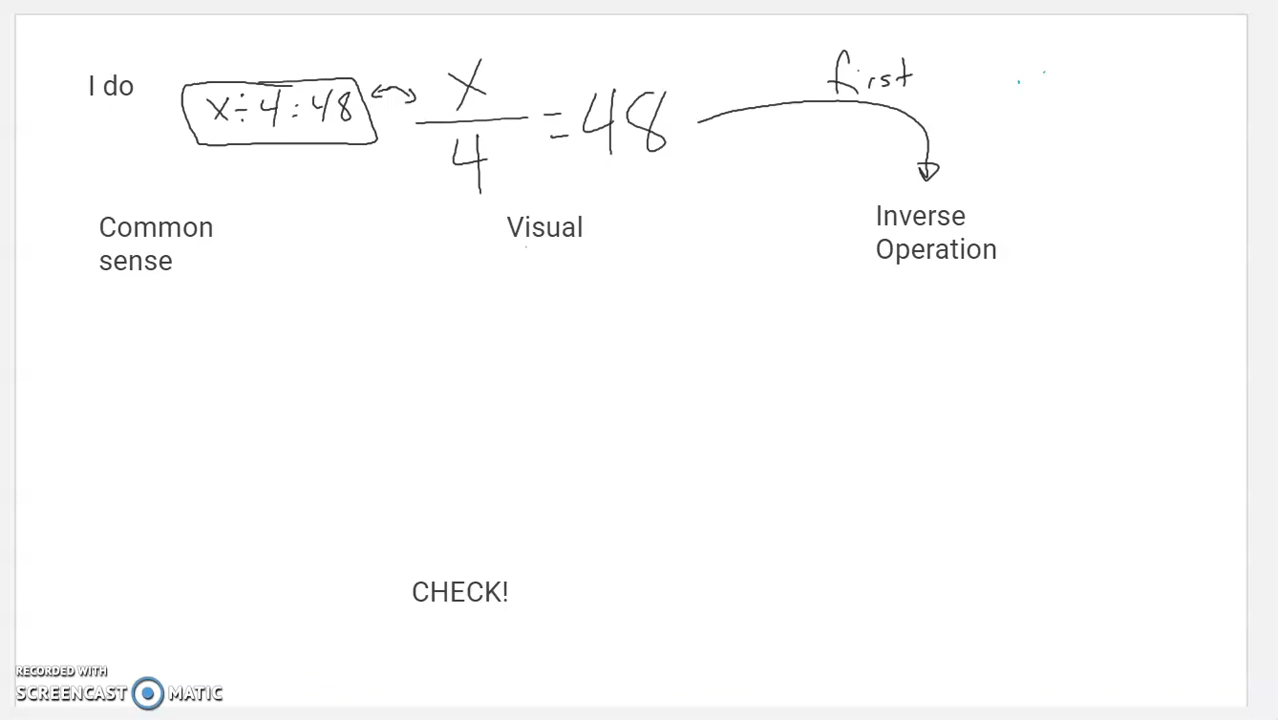 I do
x÷4=48
x/4 = 48
first
Common
sense
Visual
Inverse
Operation
CHECK!
RECORDED WITH
SCREENCAST MATIC